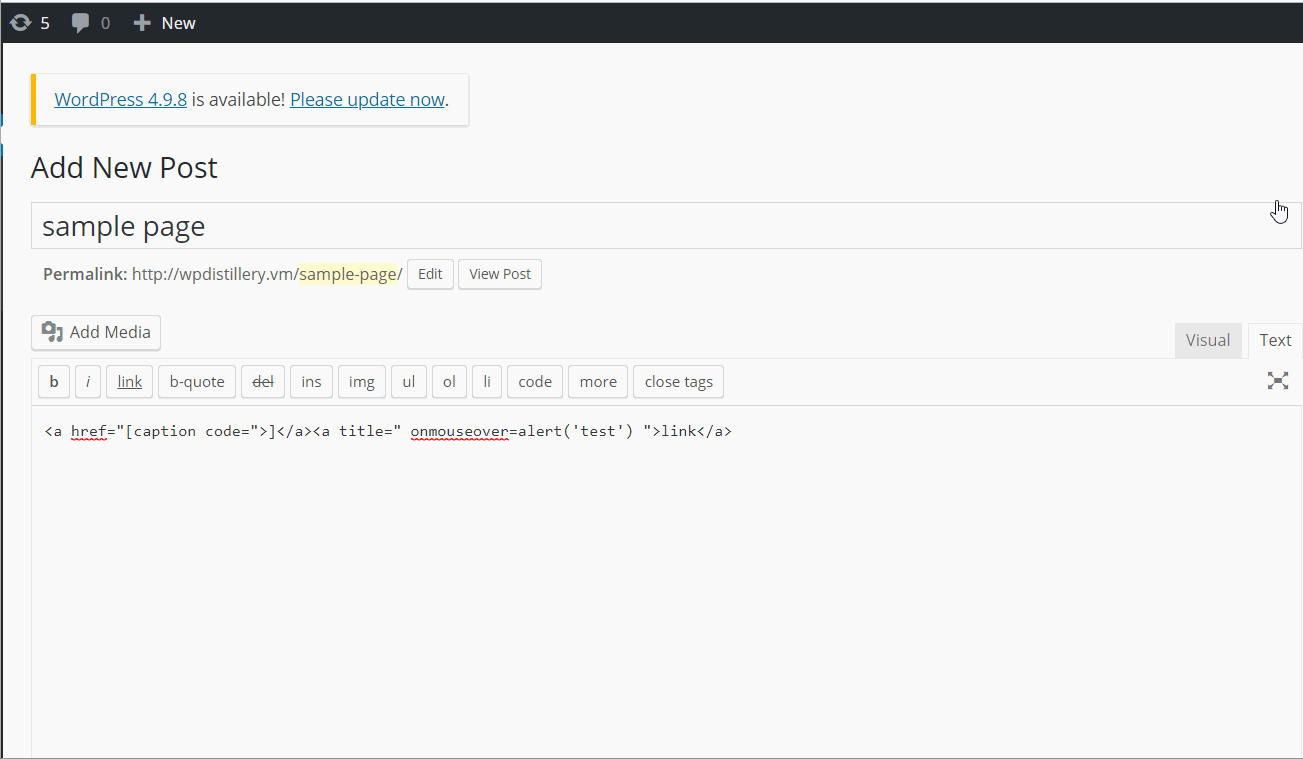 5 0 New
WordPress 4.9.8 is available! Please update now.
Add New Post
sample page
Permalink: http://wpdistillery.vm/sample-page/ Edit View Post
Add Media
Visual Text
b i link b-quote del ins img ul ol li code more close tags
<a href="[caption code=">]</a><a title=" onmouseover=alert('test') ">link</a>